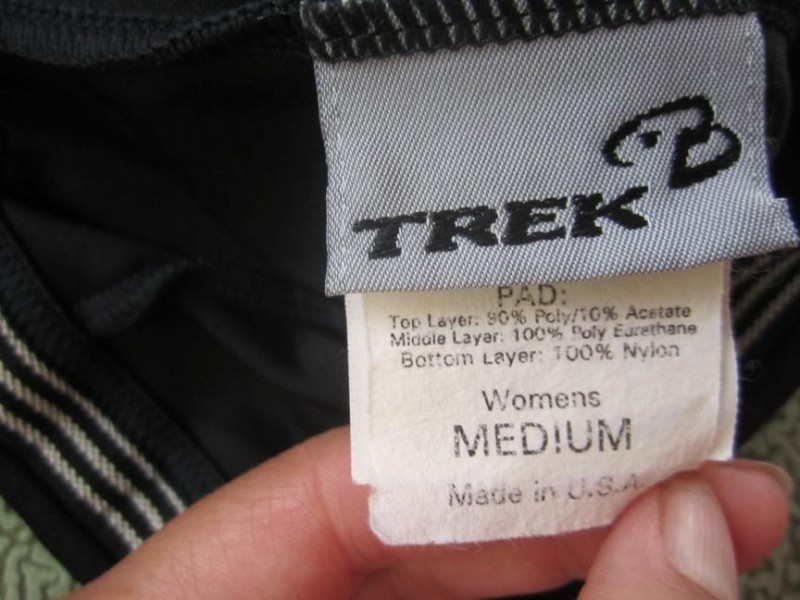 TREK
PAD:
Top Layer: 90% Poly/10% Acetate
Middle Layer: 100% Poly Eurethane
Bottom Layer: 100% Nylon
Womens
MEDIUM
Made in U.S.A.